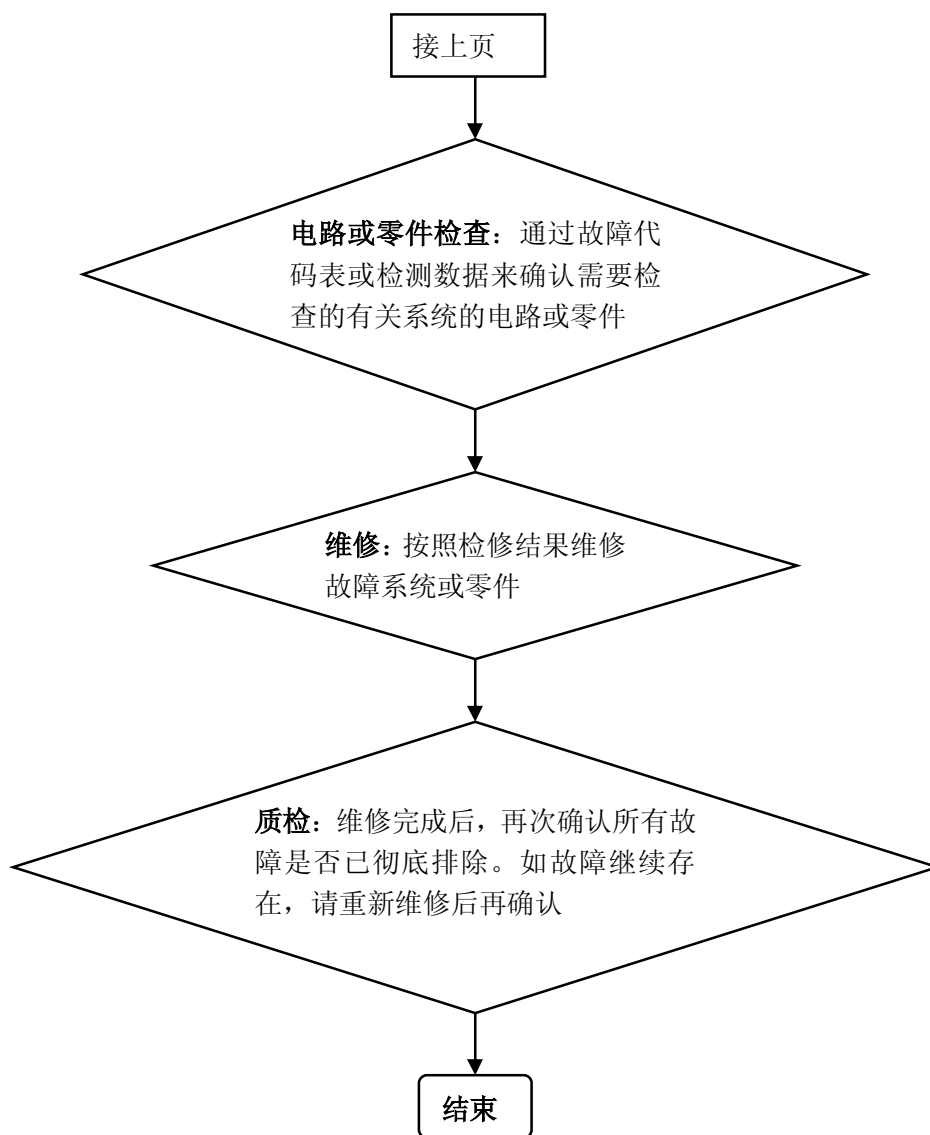 接上页
电路或零件检查：通过故障代
码表或检测数据来确认需要检
查的有关系统的电路或零件
维修：按照检修结果维修
故障系统或零件
质检：维修完成后，再次确认所有故
障是否已彻底排除。如故障继续存
在，请重新维修后再确认
结束